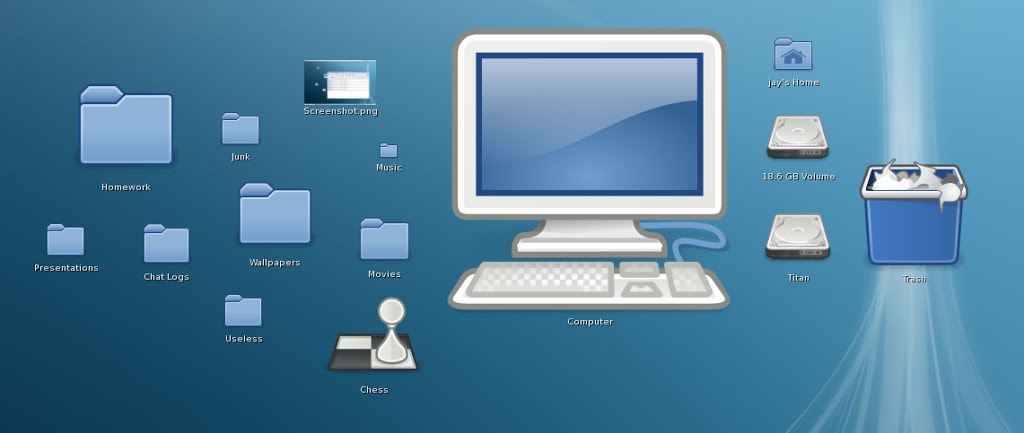 Screenshot.png
jay's Home
Homework
Junk
Music
18.6 GB Volume
Presentations
Chat Logs
Wallpapers
Movies
Titan
Trash
Useless
Computer
Chess